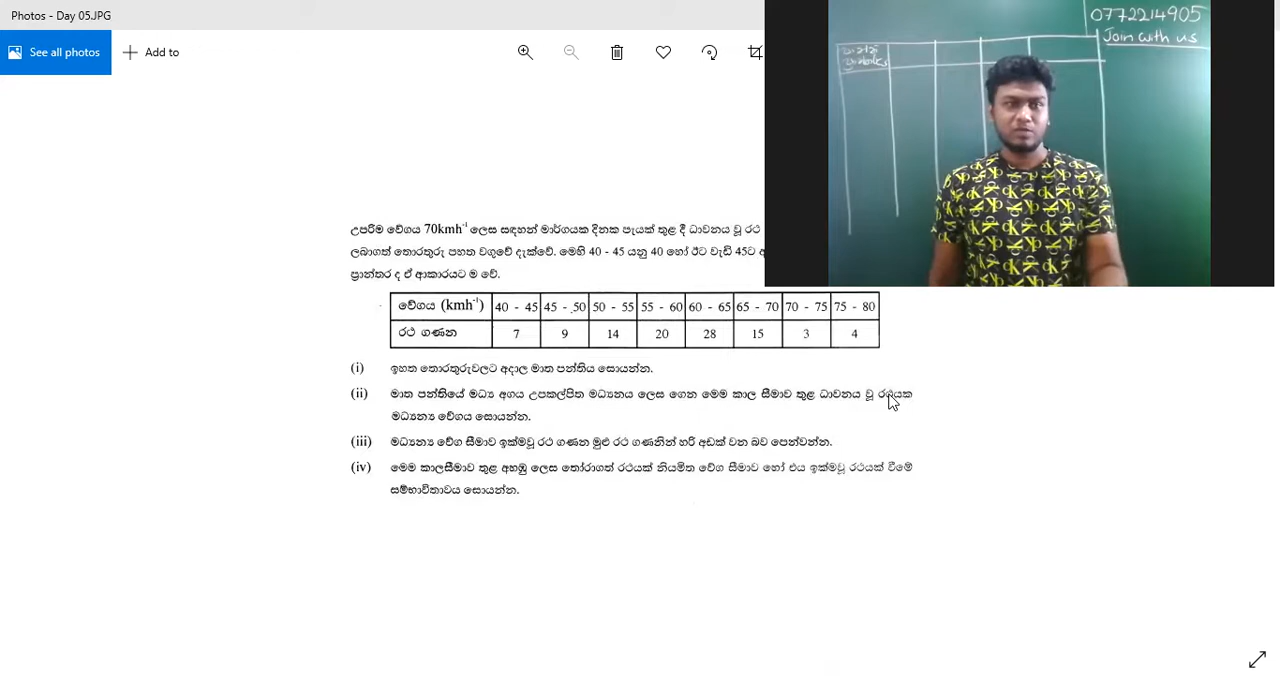 Photos - Day 05.JPG
See all photos
Add to
0772214905
Join with us
උපරිම වේගය 70kmh⁻¹ ලෙස සඳහන් මාර්ගයක දිනක පැයක් තුළ දී ධාවනය වූ රථ
ලබාගත් තොරතුරු පහත වගුවේ දැක්වේ. මෙහි 40 - 45 යනු 40 හෝ ඊට වැඩි 45ට
ප්‍රාන්තර ද ඒ ආකාරයට ම වේ.
වේගය (kmh⁻¹) 40 - 45 45 - 50 50 - 55 55 - 60 60 - 65 65 - 70 70 - 75 75 - 80
රථ ගණන 7 9 14 20 28 15 3 4
(i) ඉහත තොරතුරුවලට අදාල මාත පන්තිය සොයන්න.
(ii) මාත පන්තියේ මධ්‍ය අගය උපකල්පිත මධ්‍යනය ලෙස ගෙන මෙම කාල සීමාව තුළ ධාවනය වූ රථයක
මධ්‍යන්‍ය වේගය සොයන්න.
(iii) මධ්‍යන්‍ය වේග සීමාව ඉක්මවූ රථ ගණන මුළු රථ ගණනින් හරි අඩක් වන බව පෙන්වන්න.
(iv) මෙම කාලසීමාව තුළ අහඹු ලෙස තෝරාගත් රථයක් නියමිත වේග සීමාව හෝ එය ඉක්මවූ රථයක් වීමේ
සම්භාවිතාවය සොයන්න.